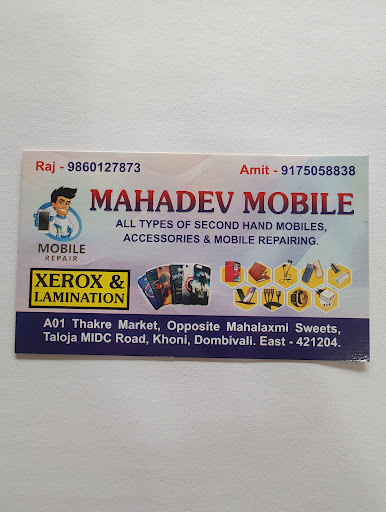 Raj - 9860127873 Amit - 9175058838
MAHADEV MOBILE
ALL TYPES OF SECOND HAND MOBILES,
ACCESSORIES & MOBILE REPAIRING.
MOBILE
REPAIR
XEROX &
LAMINATION
A01 Thakre Market, Opposite Mahalaxmi Sweets,
Taloja MIDC Road, Khoni, Dombivali. East - 421204.